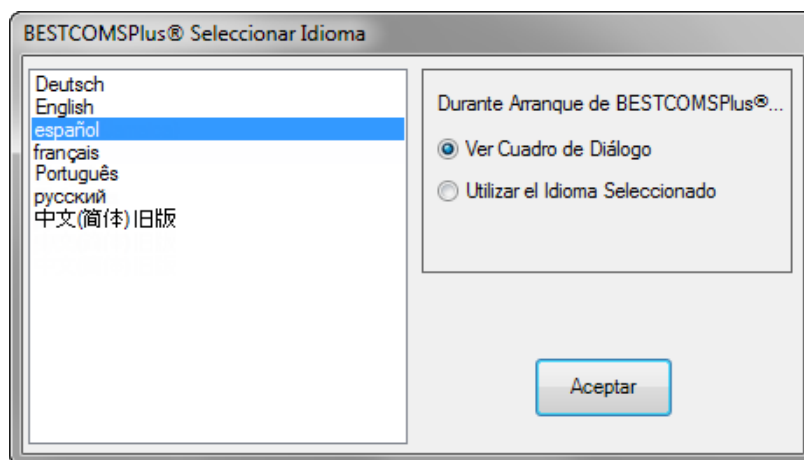 BESTCOMSPlus® Seleccionar Idioma
Deutsch
English
español
français
Português
русский
中文(简体)旧版
Durante Arranque de BESTCOMSPlus®...
Ver Cuadro de Diálogo
Utilizar el Idioma Seleccionado
Aceptar